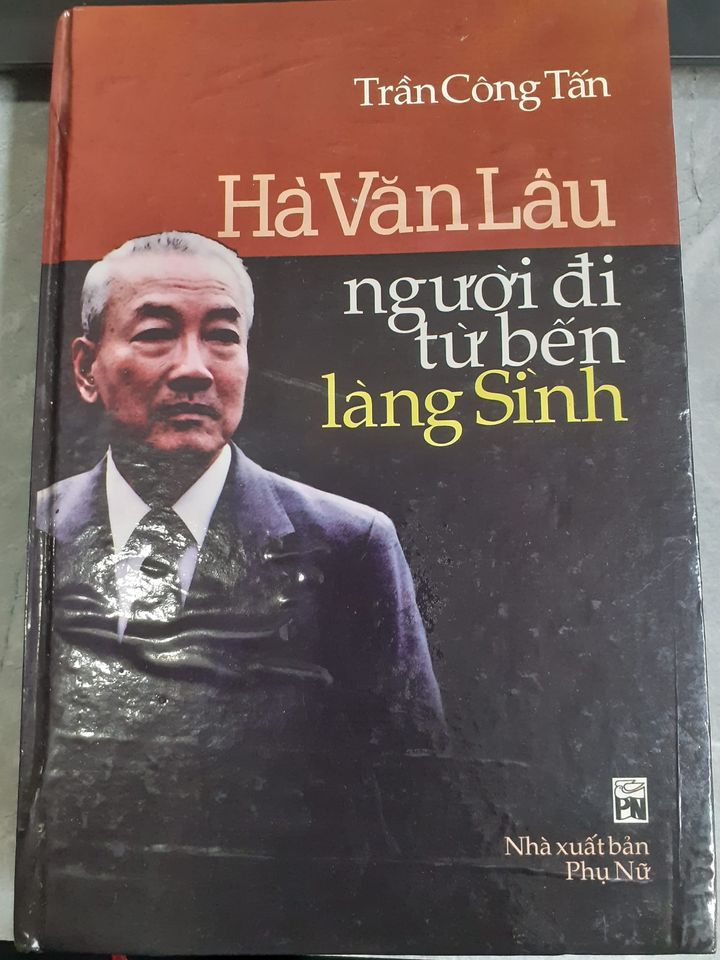 Trần Công Tấn
Hà Văn Lâu
người đi
từ bến
làng Sình
PN
Nhà xuất bản
Phụ Nữ